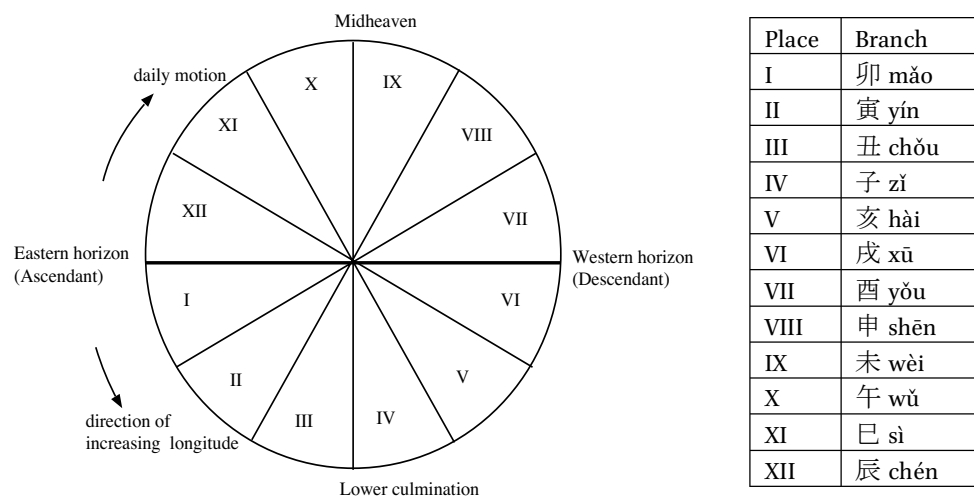 Midheaven
daily motion
X
IX
XI
VIII
XII
VII
Eastern horizon
(Ascendant)
Western horizon
(Descendant)
I
VI
II
V
III
IV
direction of
increasing longitude
Lower culmination
Place Branch
I 卯 mǎo
II 寅 yín
III 丑 chǒu
IV 子 zǐ
V 亥 hài
VI 戌 xū
VII 酉 yǒu
VIII 申 shēn
IX 未 wèi
X 午 wǔ
XI 巳 sì
XII 辰 chén